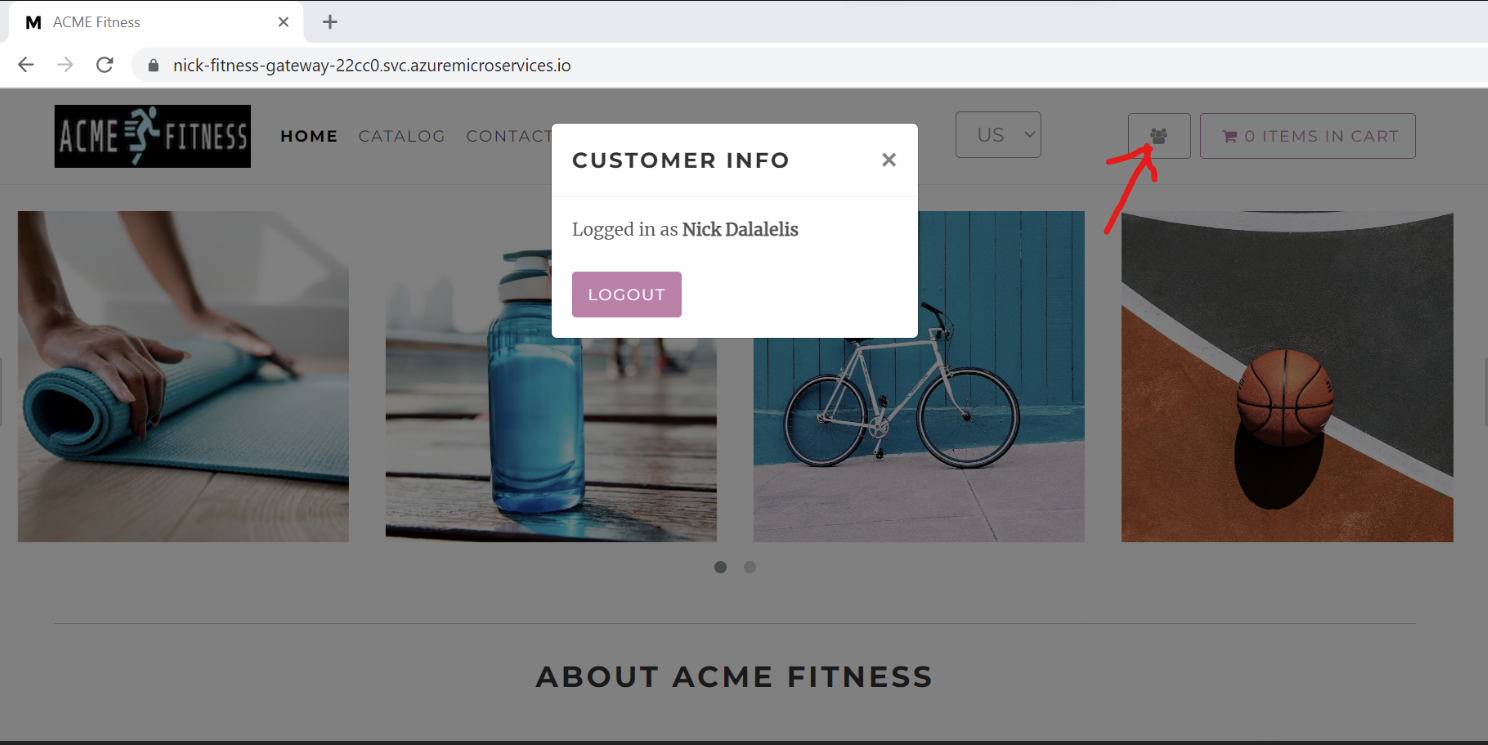 M ACME Fitness
nick-fitness-gateway-22cc0.svc.azuremicroservices.io
ACME FITNESS
HOME CATALOG CONTACT
US
0 ITEMS IN CART
CUSTOMER INFO
Logged in as Nick Dalalelis
LOGOUT
ABOUT ACME FITNESS